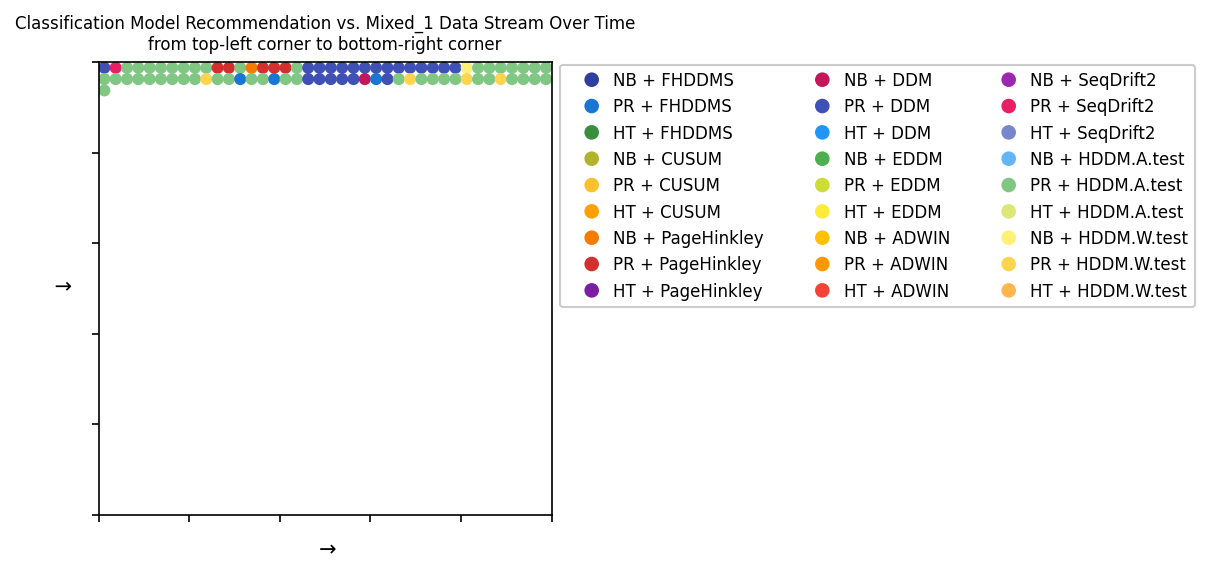 Classification Model Recommendation vs. Mixed_1 Data Stream Over Time
from top-left corner to bottom-right corner
NB + FHDDMS
PR + FHDDMS
HT + FHDDMS
NB + CUSUM
PR + CUSUM
HT + CUSUM
NB + PageHinkley
PR + PageHinkley
HT + PageHinkley
NB + DDM
PR + DDM
HT + DDM
NB + EDDM
PR + EDDM
HT + EDDM
NB + ADWIN
PR + ADWIN
HT + ADWIN
NB + SeqDrift2
PR + SeqDrift2
HT + SeqDrift2
NB + HDDM.A.test
PR + HDDM.A.test
HT + HDDM.A.test
NB + HDDM.W.test
PR + HDDM.W.test
HT + HDDM.W.test
→
→